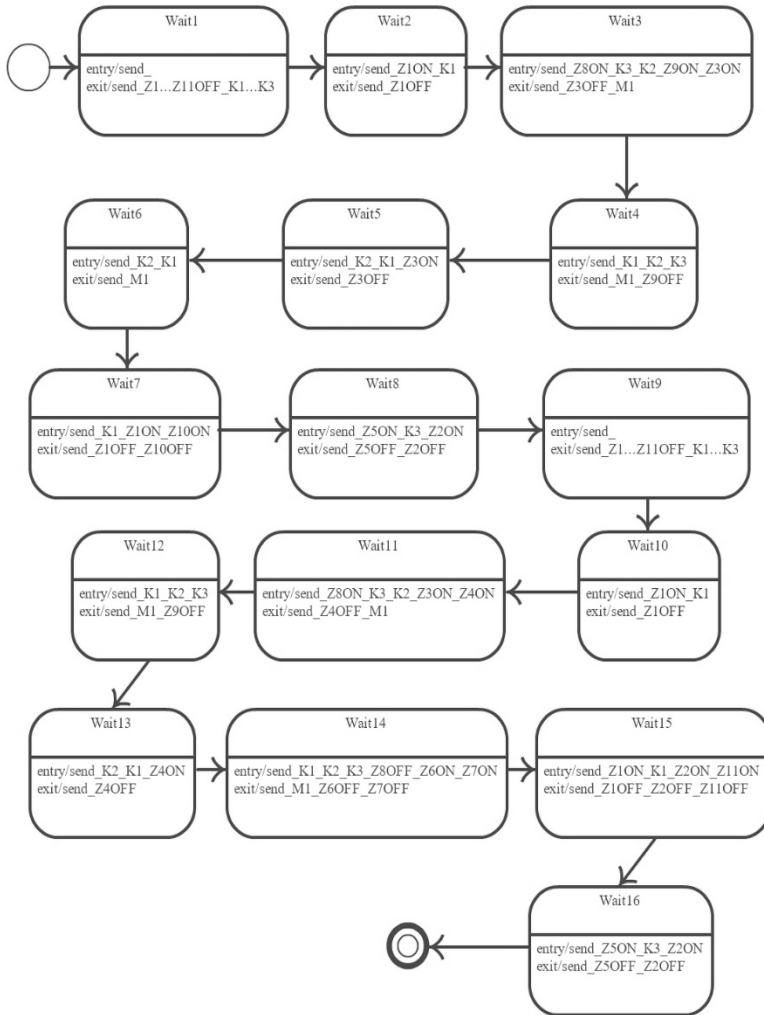 Wait1
entry/send_
exit/send_Z1...Z11OFF_K1...K3
Wait2
entry/send_Z1ON_K1
exit/send_Z1OFF
Wait3
entry/send_Z8ON_K3_K2_Z9ON_Z3ON
exit/send_Z3OFF_M1
Wait6
entry/send_K2_K1
exit/send_M1
Wait5
entry/send_K2_K1_Z3ON
exit/send_Z3OFF
Wait4
entry/send_K1_K2_K3
exit/send_M1_Z9OFF
Wait7
entry/send_K1_Z1ON_Z10ON
exit/send_Z1OFF_Z10OFF
Wait8
entry/send_Z5ON_K3_Z2ON
exit/send_Z5OFF_Z2OFF
Wait9
entry/send_
exit/send_Z1...Z11OFF_K1...K3
Wait12
entry/send_K1_K2_K3
exit/send_M1_Z9OFF
Wait11
entry/send_Z8ON_K3_K2_Z3ON_Z4ON
exit/send_Z4OFF_M1
Wait10
entry/send_Z1ON_K1
exit/send_Z1OFF
Wait13
entry/send_K2_K1_Z4ON
exit/send_Z4OFF
Wait14
entry/send_K1_K2_K3_Z8OFF_Z6ON_Z7ON
exit/send_M1_Z6OFF_Z7OFF
Wait15
entry/send_Z1ON_K1_Z2ON_Z11ON
exit/send_Z1OFF_Z2OFF_Z11OFF
Wait16
entry/send_Z5ON_K3_Z2ON
exit/send_Z5OFF_Z2OFF